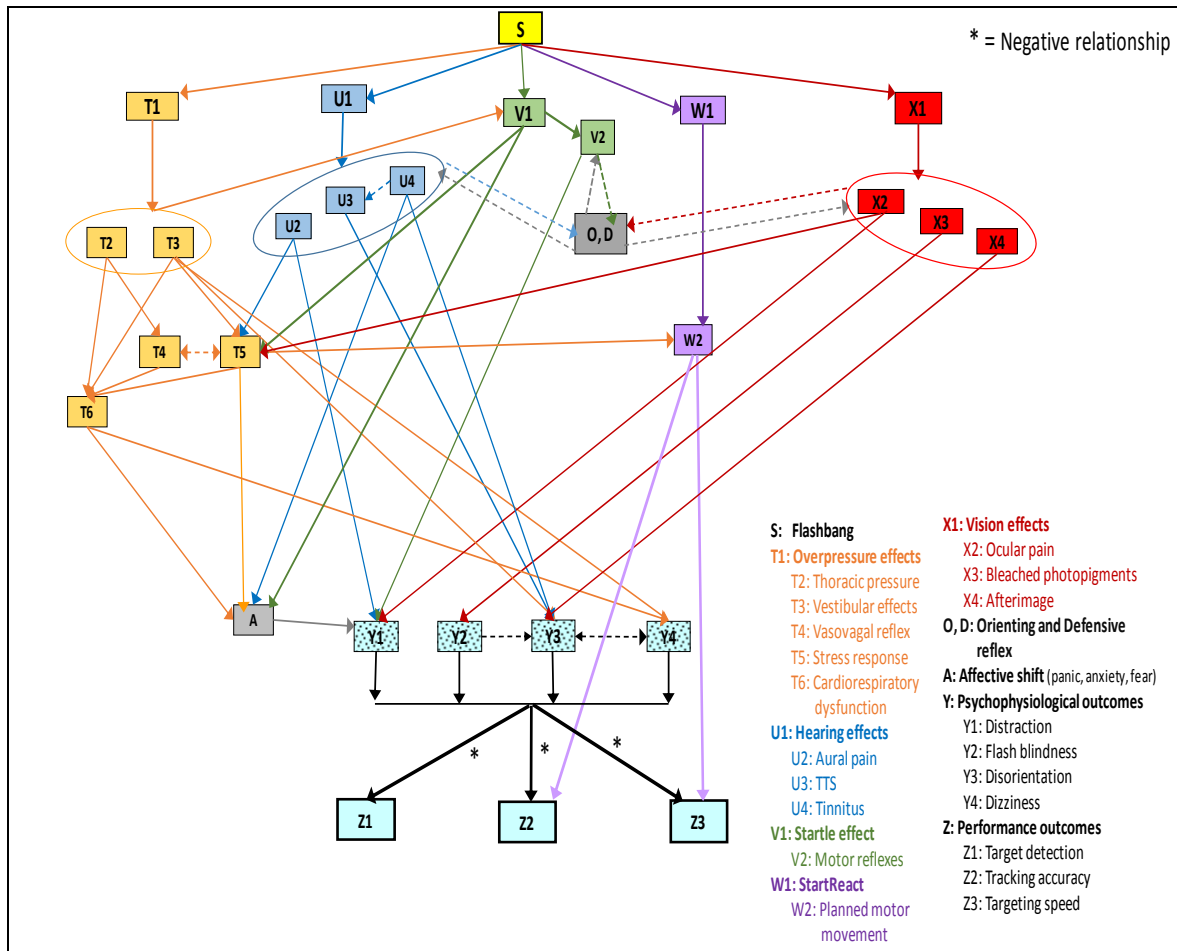 S
* = Negative relationship
T1
U1
V1
W1
X1
V2
U4
U3
X2
U2
O, D
X3
T2
T3
X4
W2
T4
T5
T6
A
Y1
Y2
Y3
Y4
*
*
*
Z1
Z2
Z3
S: Flashbang
T1: Overpressure effects
T2: Thoracic pressure
T3: Vestibular effects
T4: Vasovagal reflex
T5: Stress response
T6: Cardiorespiratory
dysfunction
U1: Hearing effects
U2: Aural pain
U3: TTS
U4: Tinnitus
V1: Startle effect
V2: Motor reflexes
W1: StartReact
W2: Planned motor
movement
X1: Vision effects
X2: Ocular pain
X3: Bleached photopigments
X4: Afterimage
O, D: Orienting and Defensive
reflex
A: Affective shift (panic, anxiety, fear)
Y: Psychophysiological outcomes
Y1: Distraction
Y2: Flash blindness
Y3: Disorientation
Y4: Dizziness
Z: Performance outcomes
Z1: Target detection
Z2: Tracking accuracy
Z3: Targeting speed